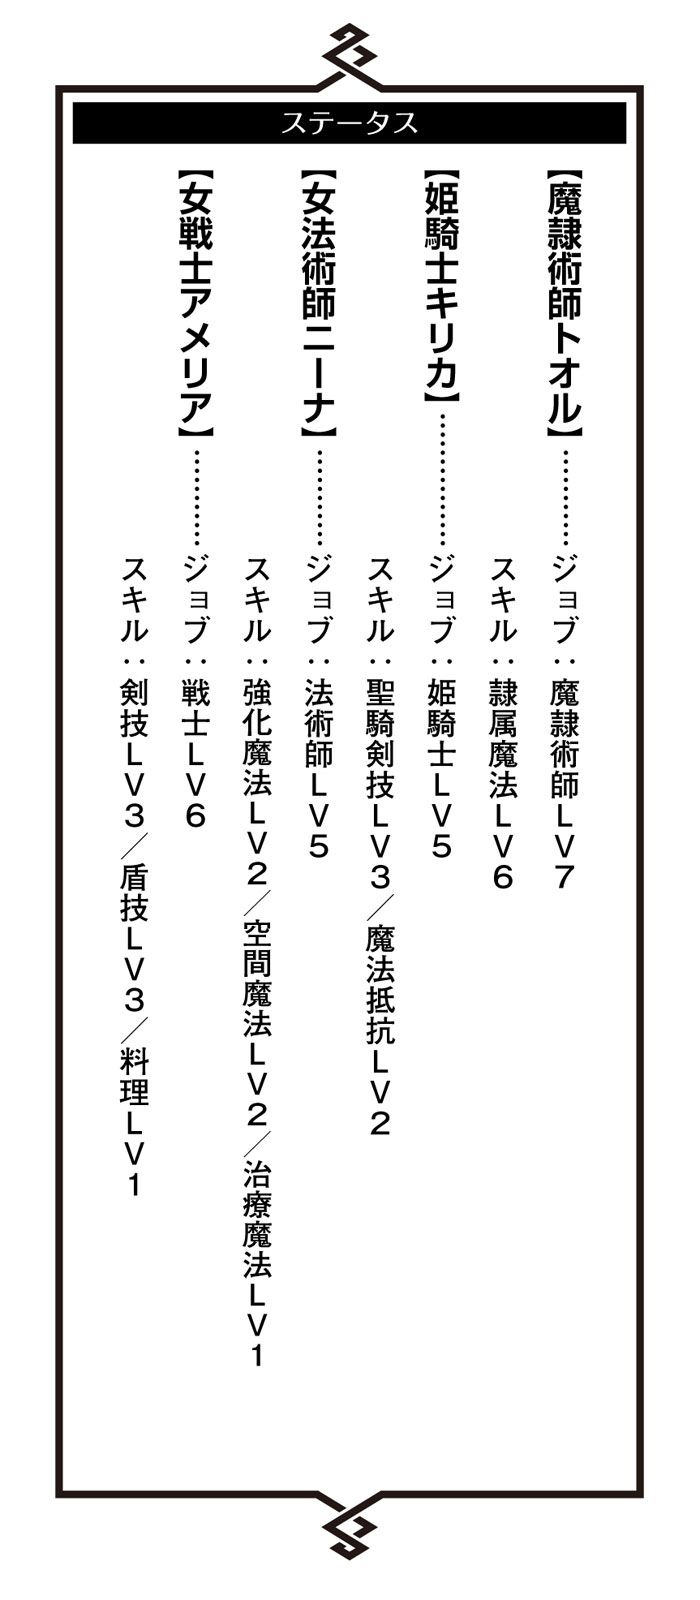 ステータス
【魔隷術師トオル】…………ジョブ：魔隷術師ＬＶ７
スキル：隷属魔法ＬＶ６
【姫騎士キリカ】………………ジョブ：姫騎士ＬＶ５
スキル：聖騎剣技ＬＶ３／魔法抵抗ＬＶ２
【女法術師ニーナ】…………ジョブ：法術師ＬＶ５
スキル：強化魔法ＬＶ２／空間魔法ＬＶ２／治療魔法ＬＶ１
【女戦士アメリア】…………ジョブ：戦士ＬＶ６
スキル：剣技ＬＶ３／盾技ＬＶ３／料理ＬＶ１